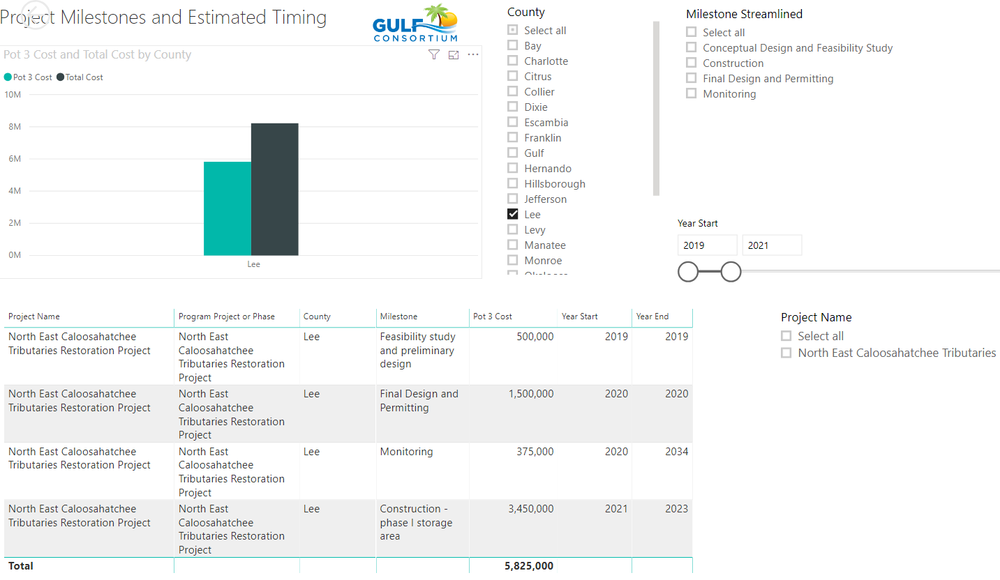 Project Milestones and Estimated Timing
GULF
CONSORTIUM
Pot 3 Cost and Total Cost by County
Pot 3 Cost Total Cost
10M
8M
6M
4M
2M
0M
Lee
County
Select all
Bay
Charlotte
Citrus
Collier
Dixie
Escambia
Franklin
Gulf
Hernando
Hillsborough
Jefferson
Lee
Levy
Manatee
Monroe
Milestone Streamlined
Select all
Conceptual Design and Feasibility Study
Construction
Final Design and Permitting
Monitoring
Year Start
2019 2021
Project Name Program Project or Phase County Milestone Pot 3 Cost Year Start Year End
North East Caloosahatchee North East Lee Feasibility study 500,000 2019 2019
Tributaries Restoration Project Caloosahatchee and preliminary
Tributaries Restoration design
Project
North East Caloosahatchee North East Lee Final Design and 1,500,000 2020 2020
Tributaries Restoration Project Caloosahatchee Permitting
Tributaries Restoration
Project
North East Caloosahatchee North East Lee Monitoring 375,000 2020 2034
Tributaries Restoration Project Caloosahatchee
Tributaries Restoration
Project
North East Caloosahatchee North East Lee Construction - 3,450,000 2021 2023
Tributaries Restoration Project Caloosahatchee phase I storage
Tributaries Restoration area
Project
Total 5,825,000
Project Name
Select all
North East Caloosahatchee Tributaries